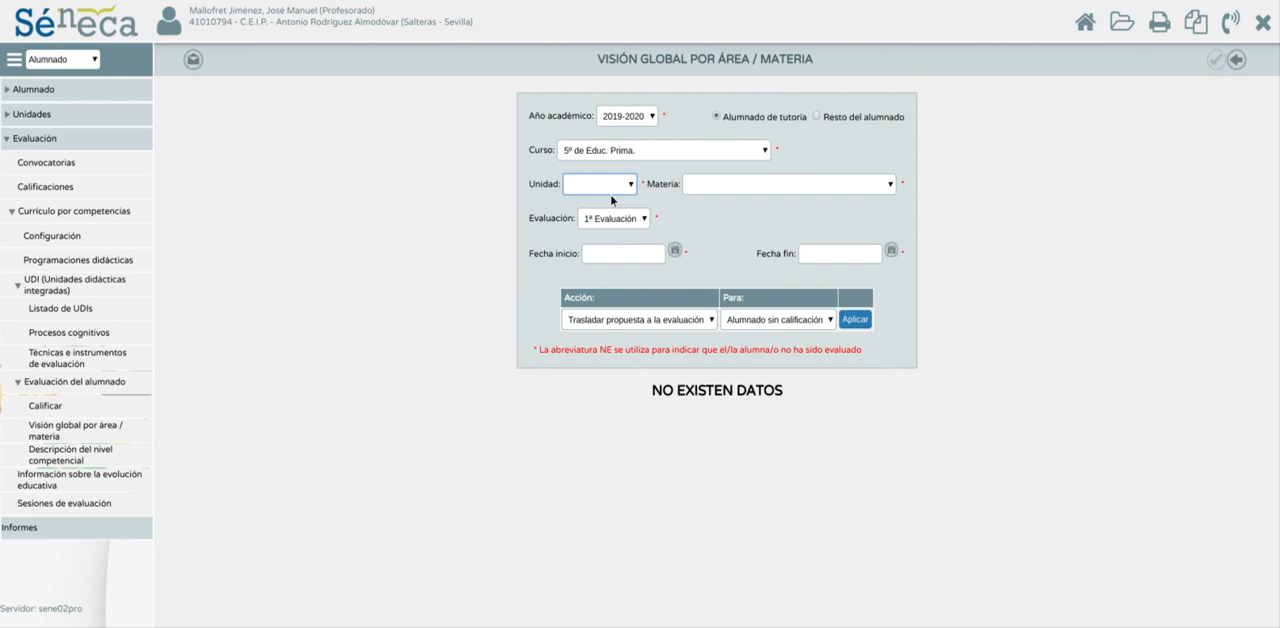 Séneca
Mallofret Jiménez, José Manuel (Profesorado)
41010794 - C.E.I.P. - Antonio Rodríguez Almodóvar (Salteras - Sevilla)
Alumnado
VISIÓN GLOBAL POR ÁREA / MATERIA
Alumnado
Unidades
Evaluación
Convocatorias
Calificaciones
Currículo por competencias
Configuración
Programaciones didácticas
UDI (Unidades didácticas
integradas)
Listado de UDIs
Procesos cognitivos
Técnicas e instrumentos
de evaluación
Evaluación del alumnado
Calificar
Visión global por área /
materia
Descripción del nivel
competencial
Información sobre la evolución
educativa
Sesiones de evaluación
Informes
Servidor: sene02pro
Año académico: 2019-2020 * Alumnado de tutoría Resto del alumnado
Curso: 5º de Educ. Prima. *
Unidad: * Materia: *
Evaluación: 1ª Evaluación *
Fecha inicio: * Fecha fin: *
Acción: Para:
Trasladar propuesta a la evaluación Alumnado sin calificación Aplicar
* La abreviatura NE se utiliza para indicar que el/la alumna/o no ha sido evaluado
NO EXISTEN DATOS